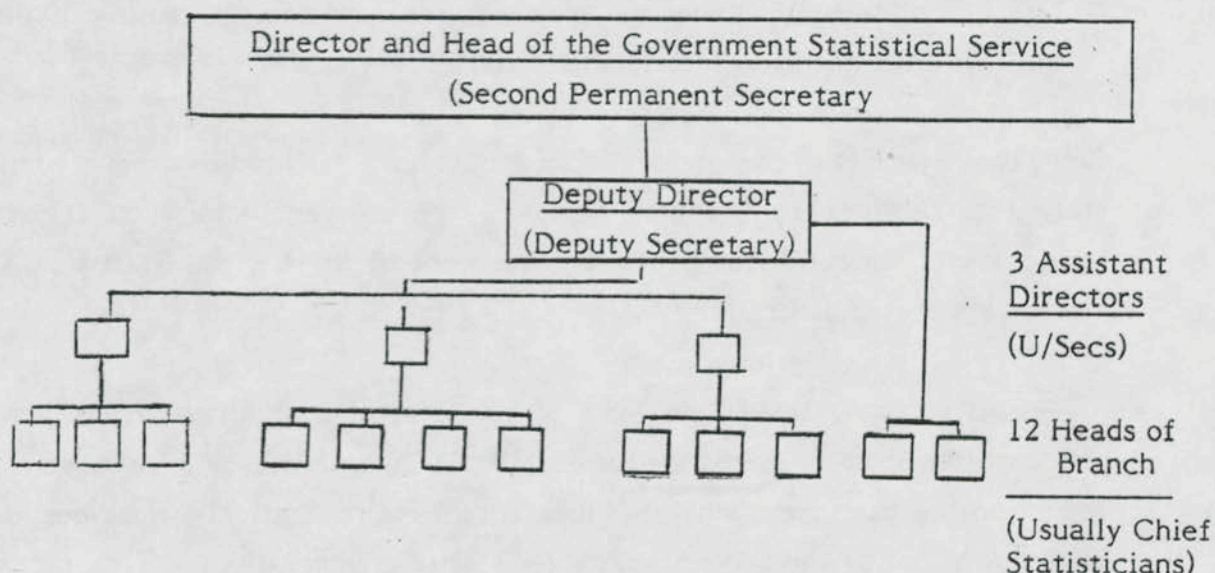 Director and Head of the Government Statistical Service
(Second Permanent Secretary
Deputy Director
(Deputy Secretary)
3 Assistant
Directors
(U/Secs)
12 Heads of
Branch
(Usually Chief
Statisticians)